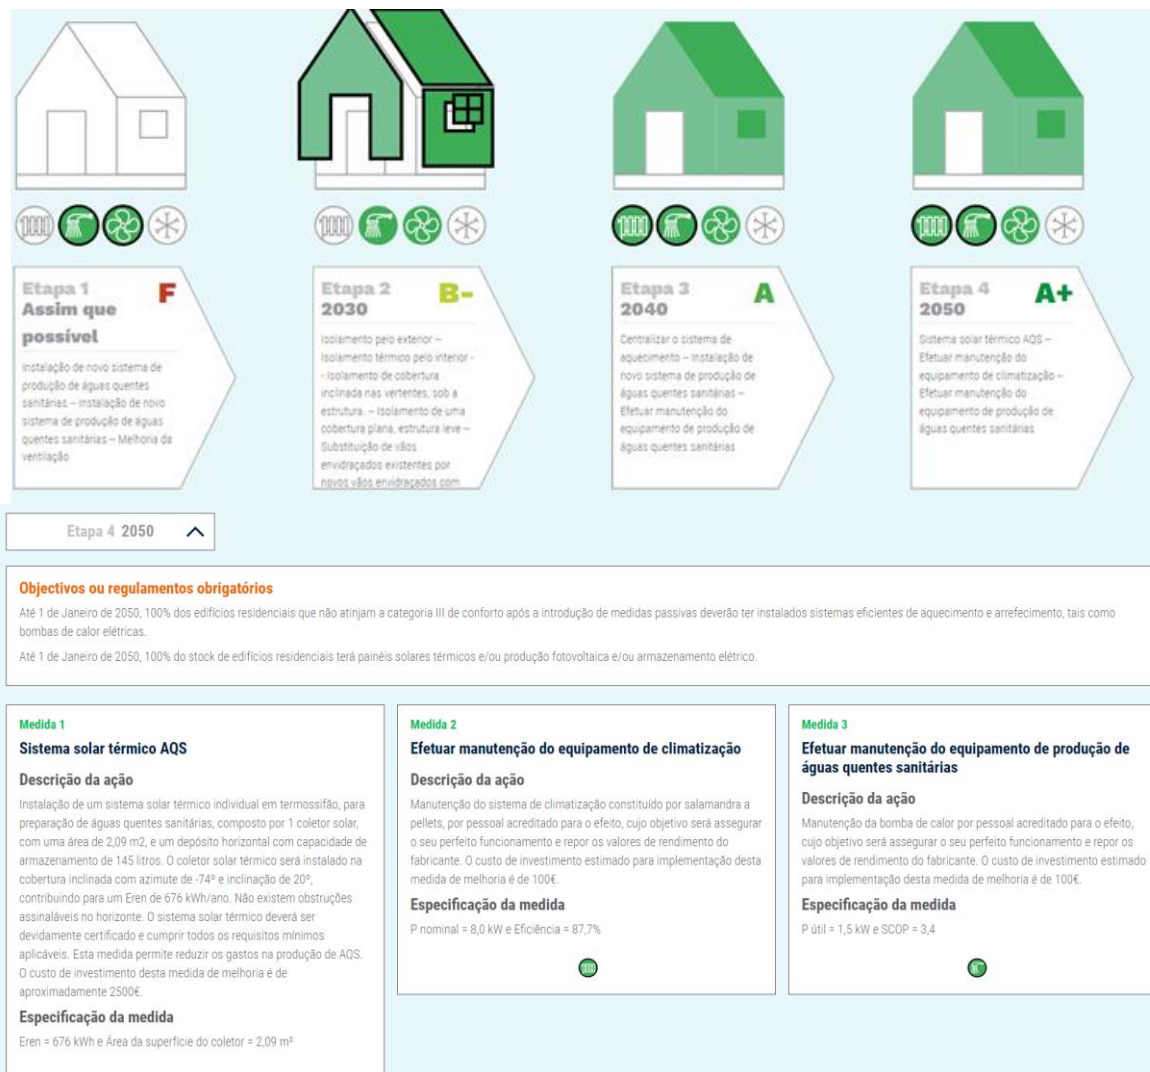 Etapa 1
F
Assim que
possível
Instalação de novo sistema de
produção de águas quentes
sanitárias – Instalação de novo
sistema de produção de águas
quentes sanitárias – Melhoria da
ventilação
Etapa 2
B-
2030
Isolamento pelo exterior –
Isolamento térmico pelo interior -
- Isolamento de cobertura
inclinada nas vertentes, sob a
estrutura. – Isolamento de uma
cobertura plana, estrutura leve –
Substituição de vãos
envidraçados existentes por
novos vãos envidraçados com
Etapa 3
A
2040
Centralizar o sistema de
aquecimento – Instalação de
novo sistema de produção de
águas quentes sanitárias –
Efetuar manutenção do
equipamento de produção de
águas quentes sanitárias
Etapa 4
A+
2050
Sistema solar térmico AQS –
Efetuar manutenção do
equipamento de climatização –
Efetuar manutenção do
equipamento de produção de
águas quentes sanitárias
Etapa 4 2050
Objectivos ou regulamentos obrigatórios
Até 1 de Janeiro de 2050, 100% dos edifícios residenciais que não atinjam a categoria III de conforto após a introdução de medidas passivas deverão ter instalados sistemas eficientes de aquecimento e arrefecimento, tais como
bombas de calor elétricas.
Até 1 de Janeiro de 2050, 100% do stock de edifícios residenciais terá painéis solares térmicos e/ou produção fotovoltaica e/ou armazenamento elétrico.
Medida 1
Sistema solar térmico AQS
Descrição da ação
Instalação de um sistema solar térmico individual em termossifão, para
preparação de águas quentes sanitárias, composto por 1 coletor solar,
com uma área de 2,09 m2, e um depósito horizontal com capacidade de
armazenamento de 145 litros. O coletor solar térmico será instalado na
cobertura inclinada com azimute de -74º e inclinação de 20º,
contribuindo para um Eren de 676 kWh/ano. Não existem obstruções
assinaláveis no horizonte. O sistema solar térmico deverá ser
devidamente certificado e cumprir todos os requisitos mínimos
aplicáveis. Esta medida permite reduzir os gastos na produção de AQS.
O custo de investimento desta medida de melhoria é de
aproximadamente 2500€.
Especificação da medida
Eren = 676 kWh e Área da superfície do coletor = 2,09 m²
Medida 2
Efetuar manutenção do equipamento de climatização
Descrição da ação
Manutenção do sistema de climatização constituído por salamandra a
pellets, por pessoal acreditado para o efeito, cujo objetivo será assegurar
o seu perfeito funcionamento e repor os valores de rendimento do
fabricante. O custo de investimento estimado para implementação desta
medida de melhoria é de 100€.
Especificação da medida
P nominal = 8,0 kW e Eficiência = 87,7%
Medida 3
Efetuar manutenção do equipamento de produção de
águas quentes sanitárias
Descrição da ação
Manutenção da bomba de calor por pessoal acreditado para o efeito,
cujo objetivo será assegurar o seu perfeito funcionamento e repor os
valores de rendimento do fabricante. O custo de investimento estimado
para implementação desta medida de melhoria é de 100€.
Especificação da medida
P útil = 1,5 kW e SCOP = 3,4